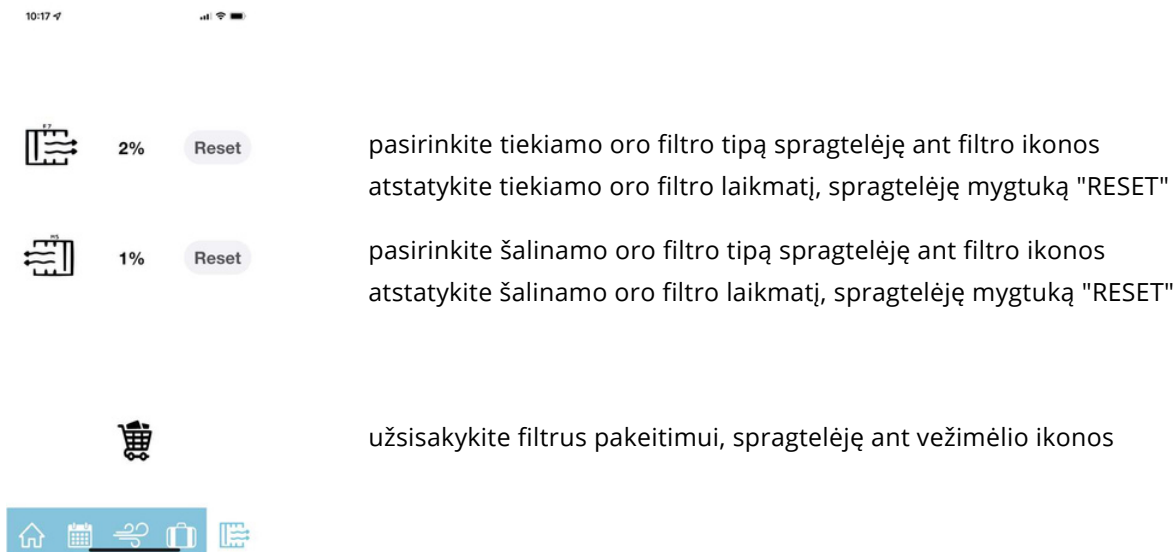 10:17
F7
2%
Reset
pasirinkite tiekiamo oro filtro tipą spragtelėję ant filtro ikonos
atstatykite tiekiamo oro filtro laikmatį, spragtelėję mygtuką "RESET"
1%
Reset
pasirinkite šalinamo oro filtro tipą spragtelėję ant filtro ikonos
atstatykite šalinamo oro filtro laikmatį, spragtelėję mygtuką "RESET"
užsisakykite filtrus pakeitimui, spragtelėję ant vežimėlio ikonos